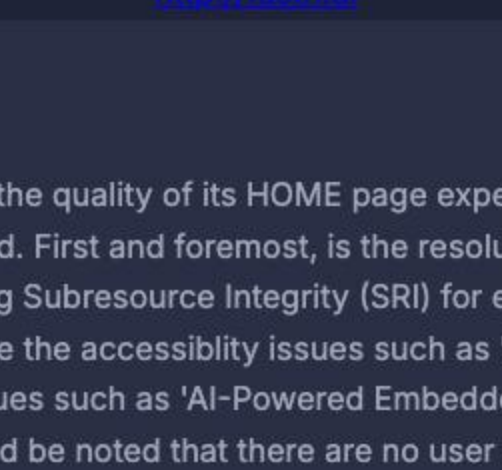 the quality of its HOME page expe
d. First and foremost, is the resolu
g Subresource Integrity (SRI) for e
e the accessiblity issues such as '
ues such as 'AI-Powered Embedde
d be noted that there are no user